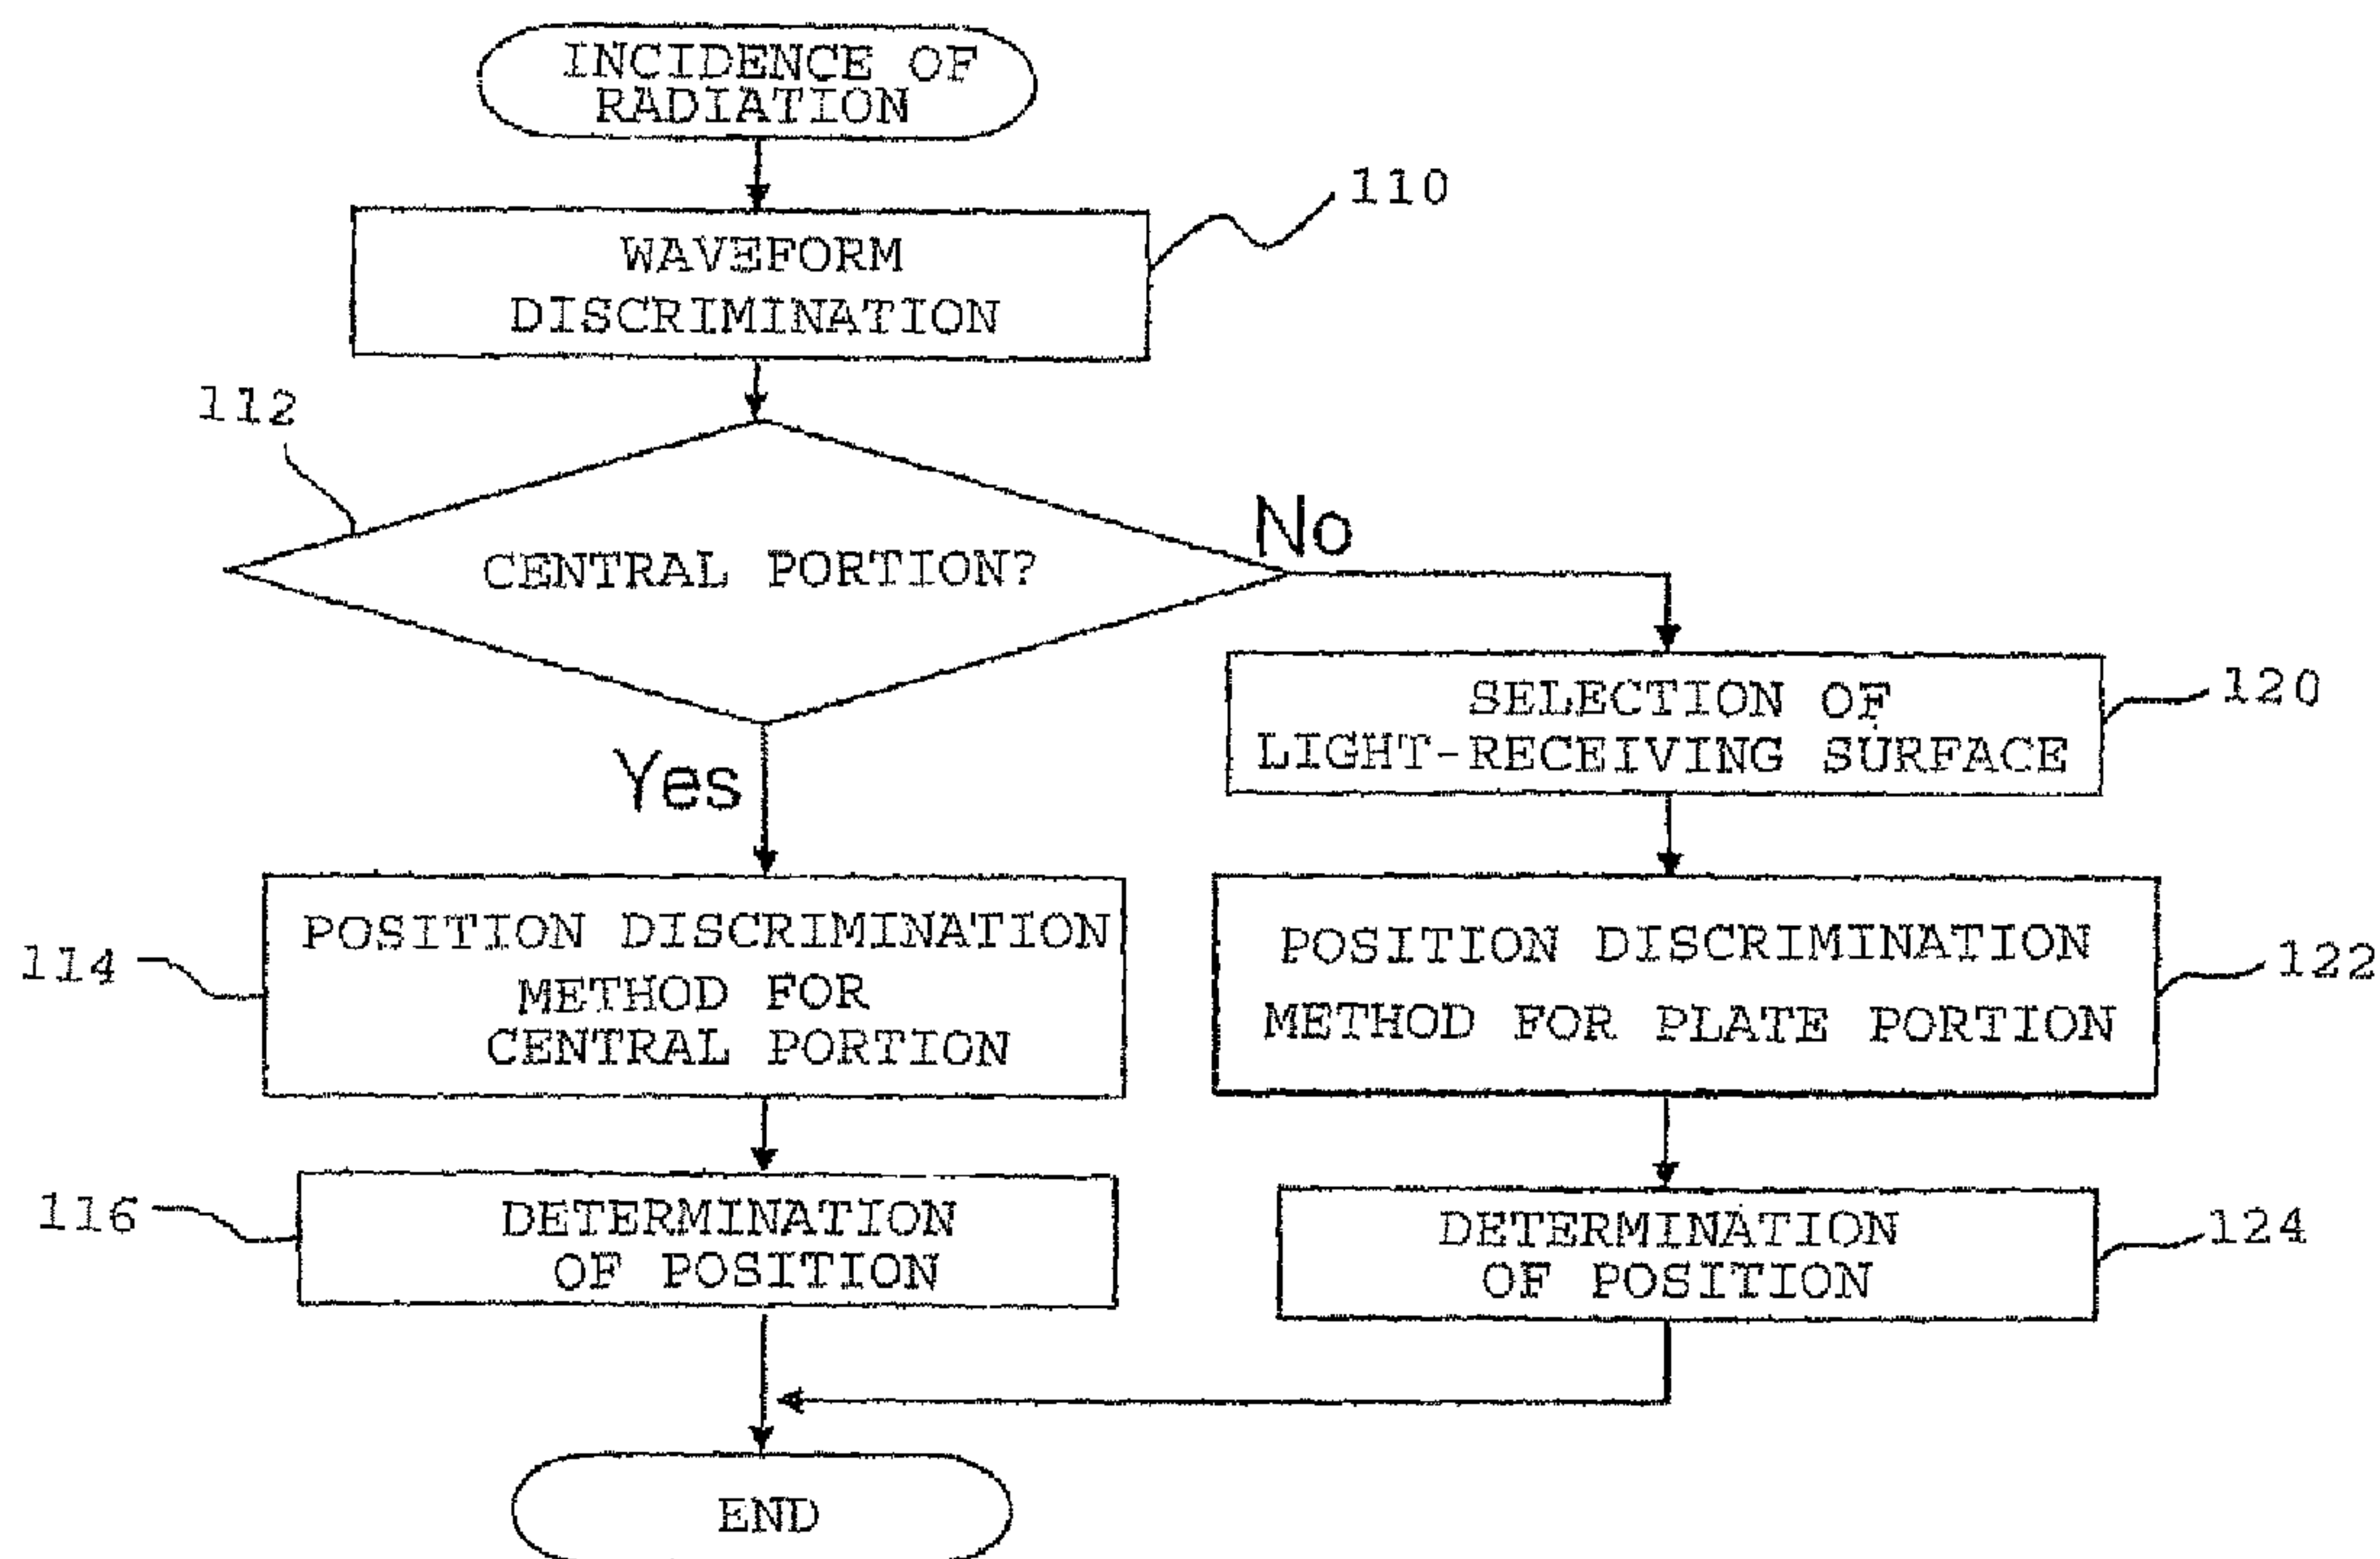 INCIDENCE OF
RADIATION
110
WAVEFORM
DISCRIMINATION
112
CENTRAL PORTION?
No
Yes
SELECTION OF
LIGHT-RECEIVING SURFACE
120
114
POSITION DISCRIMINATION
METHOD FOR
CENTRAL PORTION
POSITION DISCRIMINATION
METHOD FOR PLATE PORTION
122
116
DETERMINATION
OF POSITION
DETERMINATION
OF POSITION
124
END